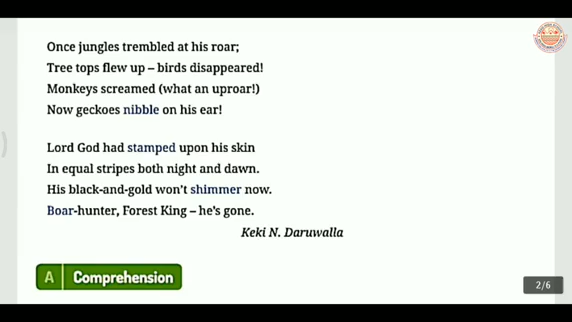 Once jungles trembled at his roar;
Tree tops flew up – birds disappeared!
Monkeys screamed (what an uproar!)
Now geckoes nibble on his ear!
Lord God had stamped upon his skin
In equal stripes both night and dawn.
His black-and-gold won't shimmer now.
Boar-hunter, Forest King – he's gone.
Keki N. Daruwalla
A Comprehension
2/6